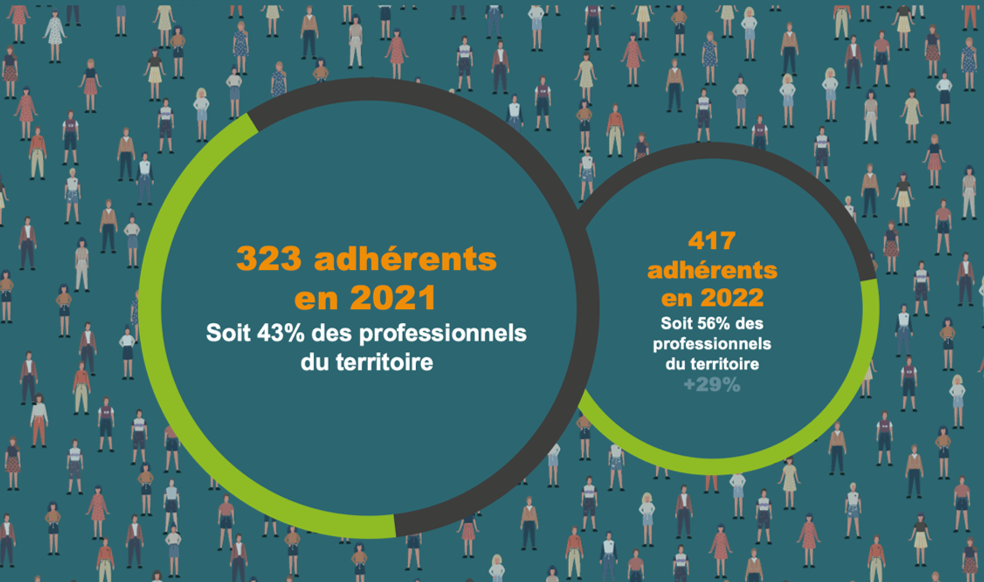 323 adhérents
en 2021
Soit 43% des professionnels
du territoire
417
adhérents
en 2022
Soit 56% des
professionnels
du territoire
+29%